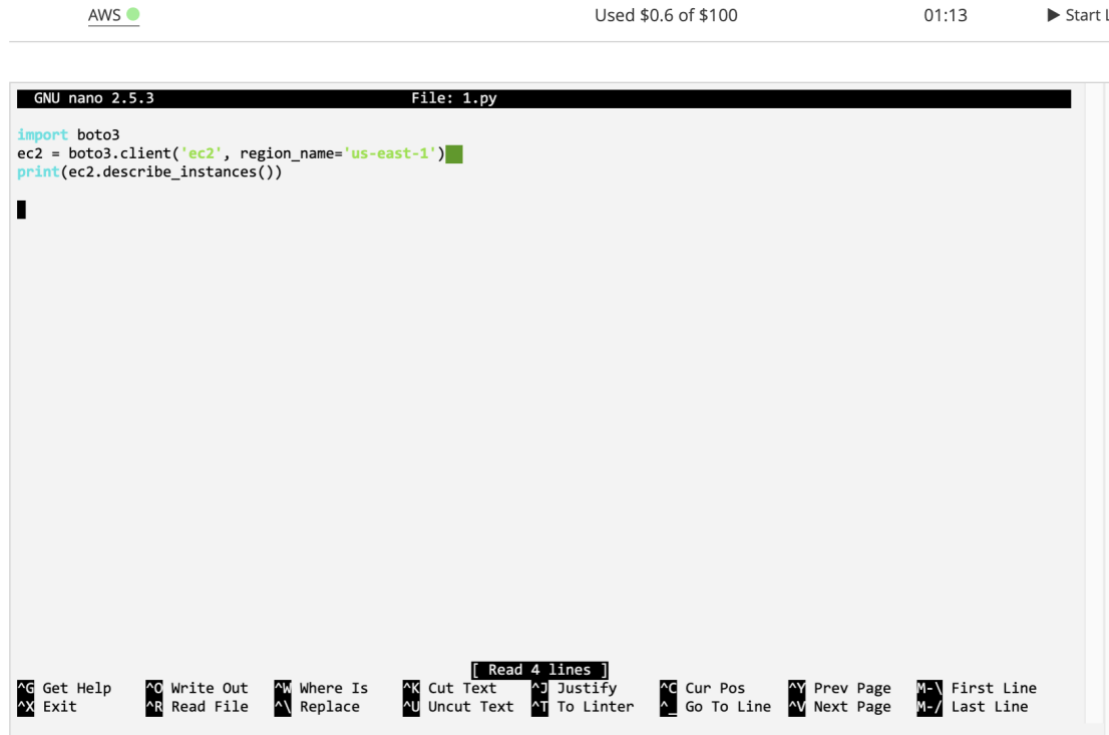 AWS Used $0.6 of $100 01:13 ▶ Start L
GNU nano 2.5.3 File: 1.py
import boto3
ec2 = boto3.client('ec2', region_name='us-east-1')
print(ec2.describe_instances())
[ Read 4 lines ]
^G Get Help ^O Write Out ^W Where Is ^K Cut Text ^J Justify ^C Cur Pos ^Y Prev Page M-\ First Line
^X Exit ^R Read File ^\ Replace ^U Uncut Text ^T To Linter ^_ Go To Line ^V Next Page M-/ Last Line